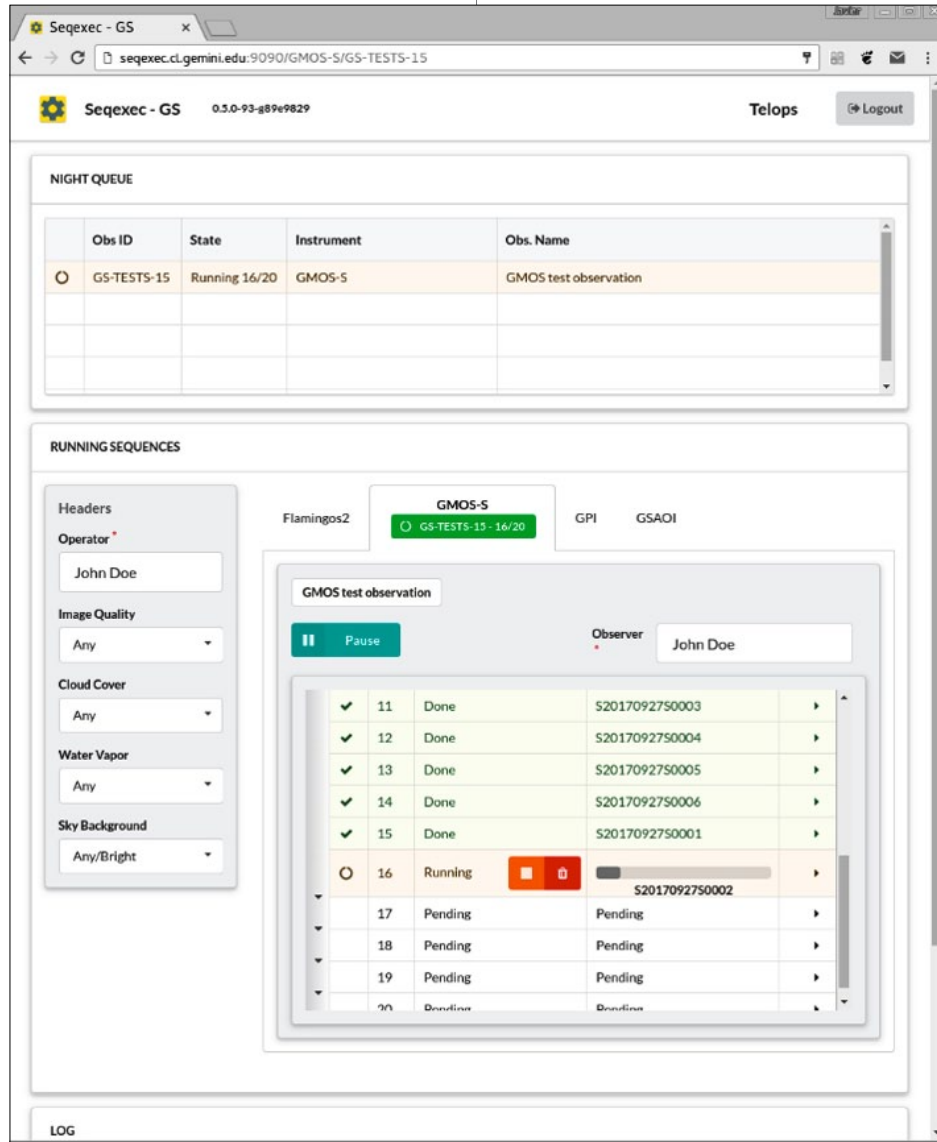 Seqexec - GS
seqexec.cl.gemini.edu:9090/GMOS-S/GS-TESTS-15
Seqexec - GS 0.5.0-93-g89e9829 Telops Logout
NIGHT QUEUE
Obs ID State Instrument Obs. Name
GS-TESTS-15 Running 16/20 GMOS-S GMOS test observation
RUNNING SEQUENCES
Headers
Operator *
John Doe
Image Quality
Any
Cloud Cover
Any
Water Vapor
Any
Sky Background
Any/Bright
Flamingos2 GMOS-S GPI GSAOI
GS-TESTS-15 - 16/20
GMOS test observation
Pause Observer * John Doe
11 Done S20170927S0003
12 Done S20170927S0004
13 Done S20170927S0005
14 Done S20170927S0006
15 Done S20170927S0001
16 Running S20170927S0002
17 Pending Pending
18 Pending Pending
19 Pending Pending
20 Pending Pending
LOG